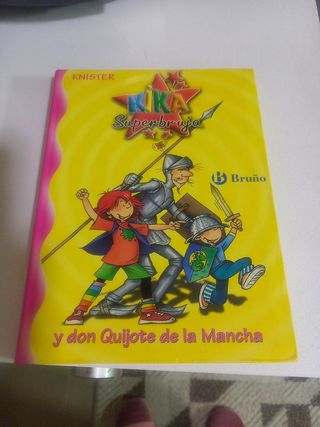 KNISTER
KIKA
Superbruja
Bruño
y don Quijote de la Mancha